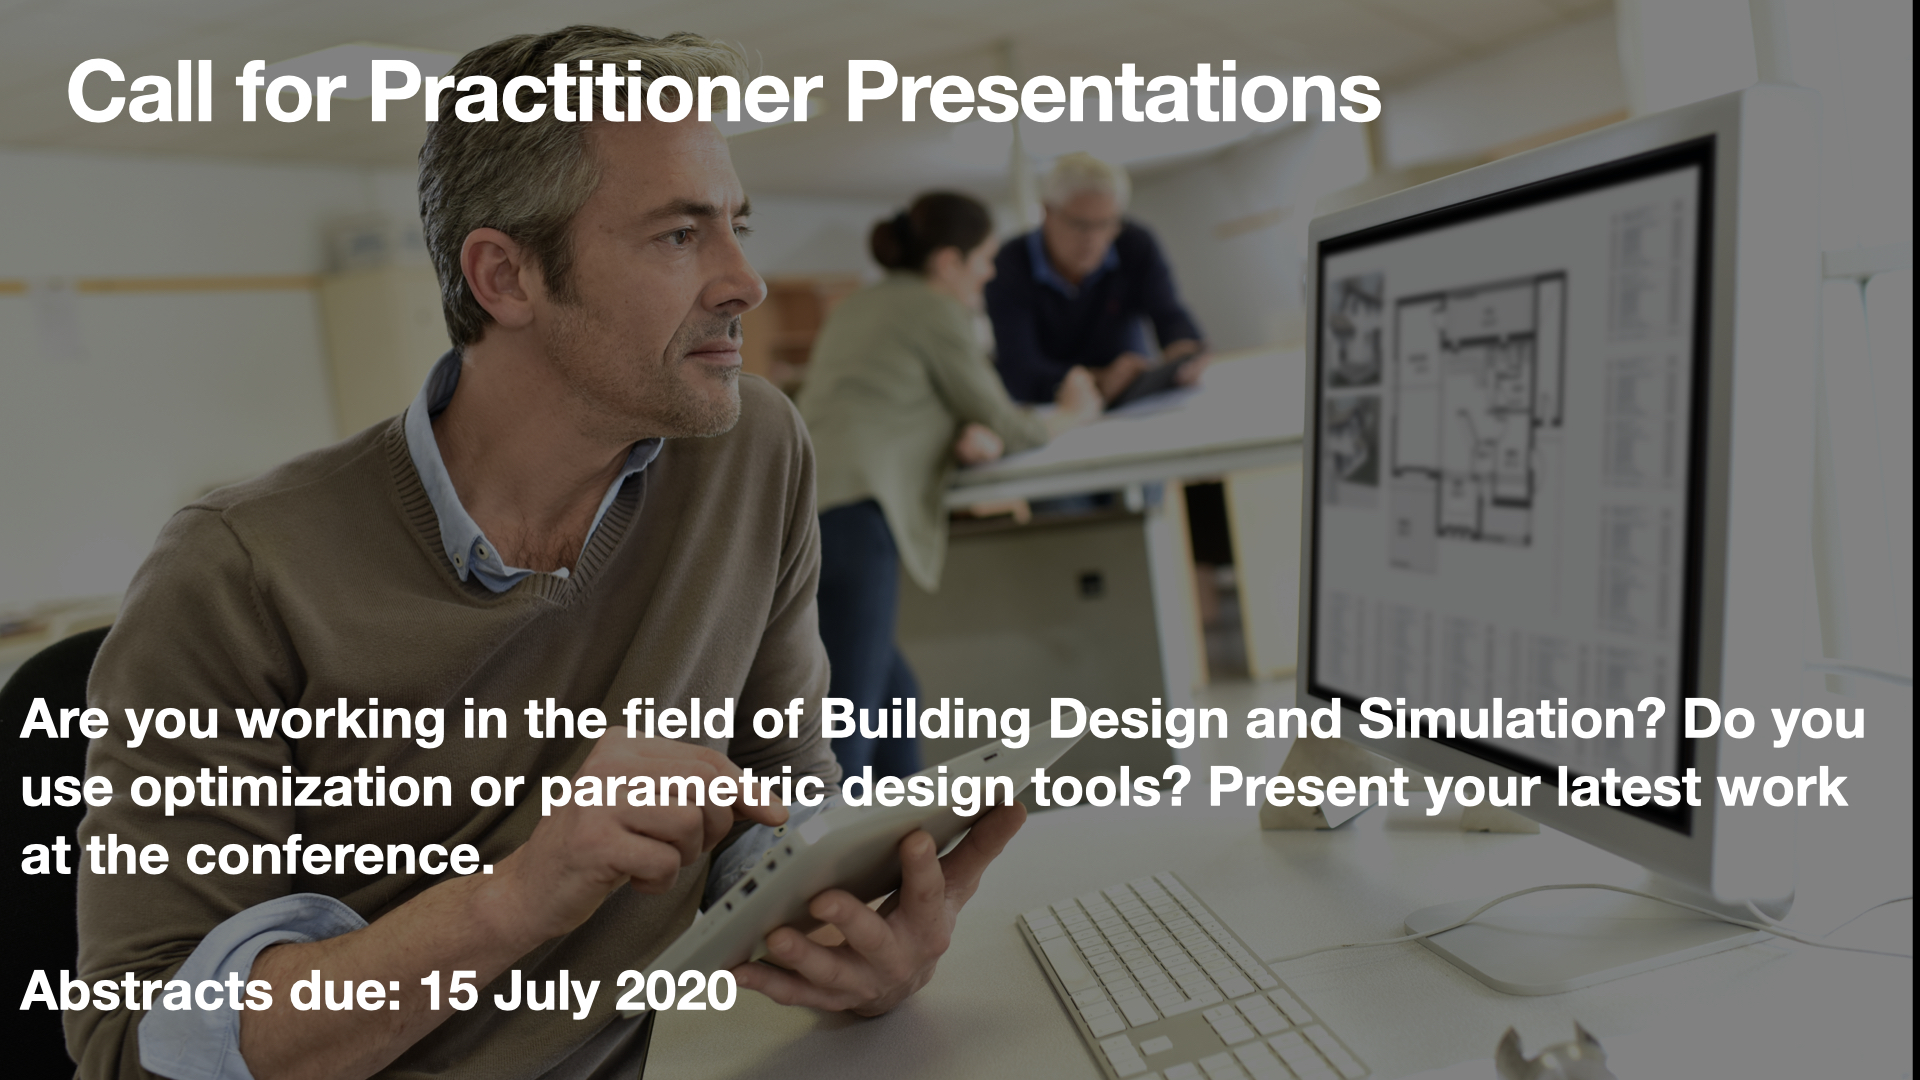 Call for Practitioner Presentations
Are you working in the field of Building Design and Simulation? Do you
use optimization or parametric design tools? Present your latest work
at the conference.
Abstracts due: 15 July 2020